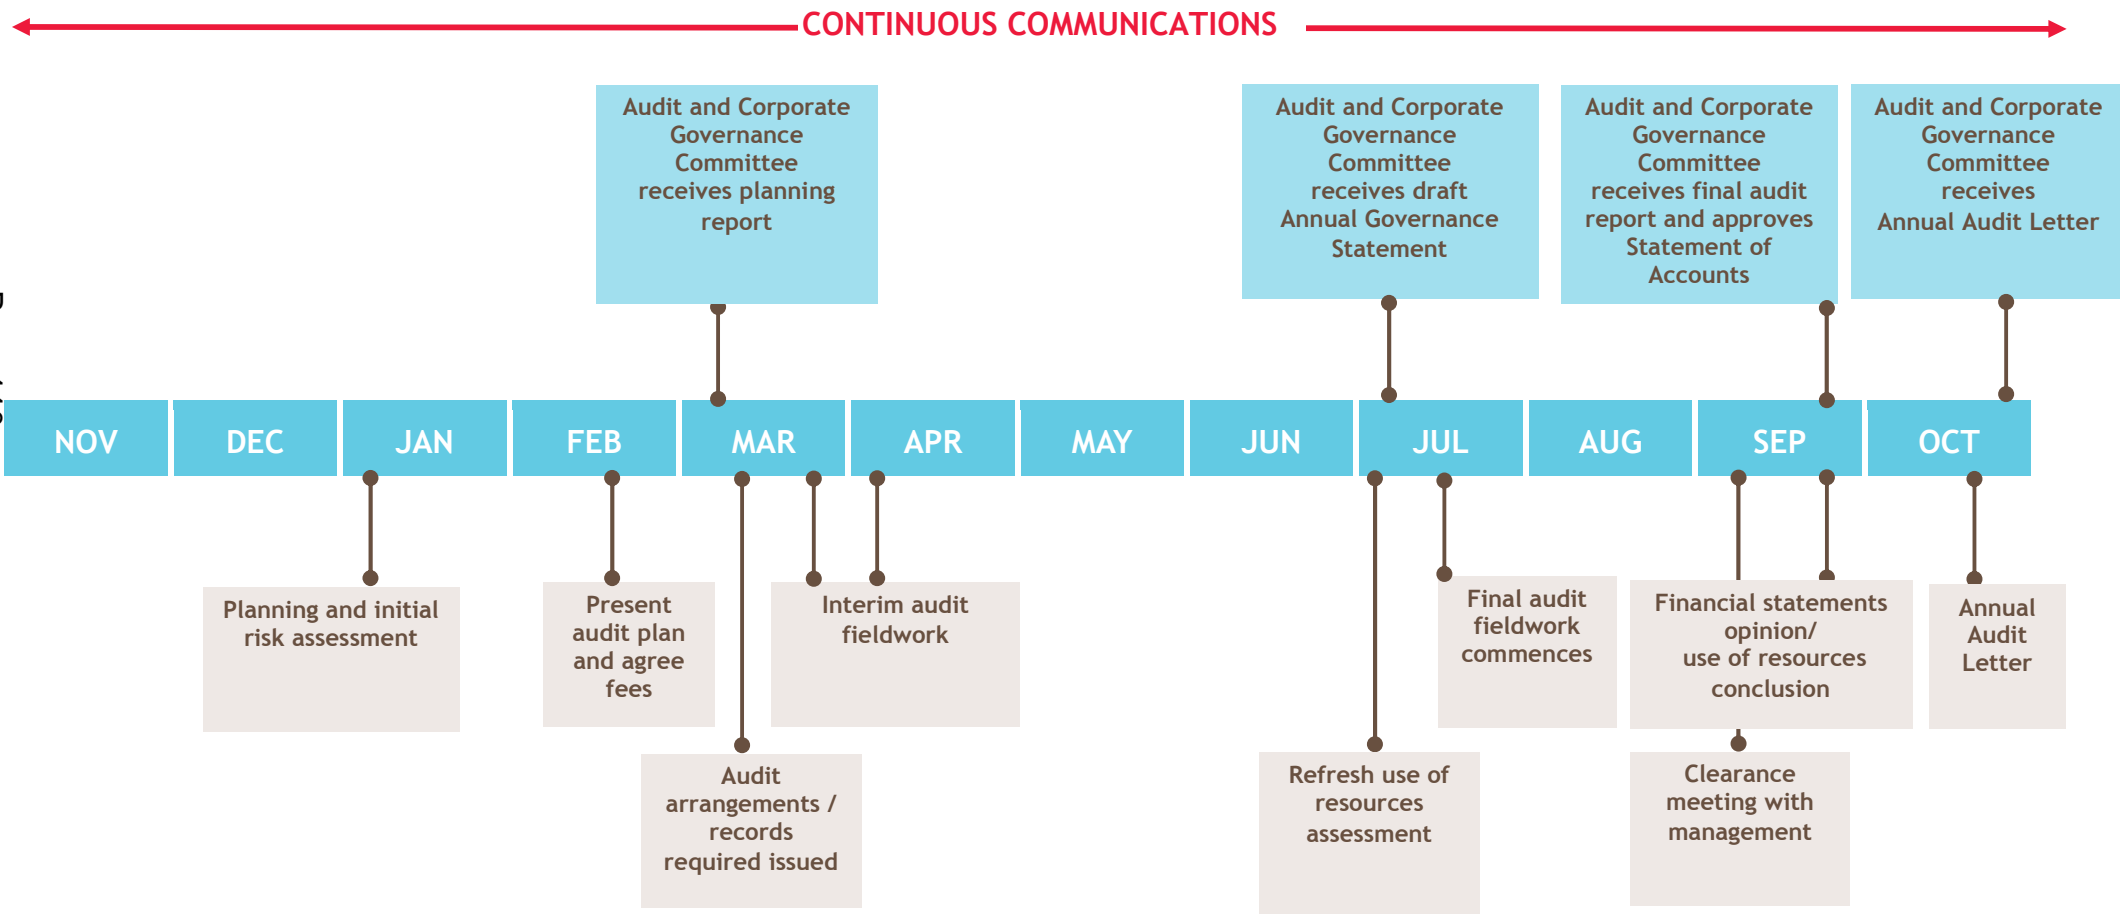 CONTINUOUS COMMUNICATIONS
Audit and Corporate
Governance
Committee
receives planning
report
Audit and Corporate
Governance
Committee
receives draft
Annual Governance
Statement
Audit and Corporate
Governance
Committee
receives final audit
report and approves
Statement of
Accounts
Audit and Corporate
Governance
Committee
receives
Annual Audit Letter
NOV
DEC
JAN
FEB
MAR
APR
MAY
JUN
JUL
AUG
SEP
OCT
Planning and initial
risk assessment
Present
audit plan
and agree
fees
Interim audit
fieldwork
Final audit
fieldwork
commences
Financial statements
opinion/
use of resources
conclusion
Annual
Audit
Letter
Audit
arrangements /
records
required issued
Refresh use of
resources
assessment
Clearance
meeting with
management